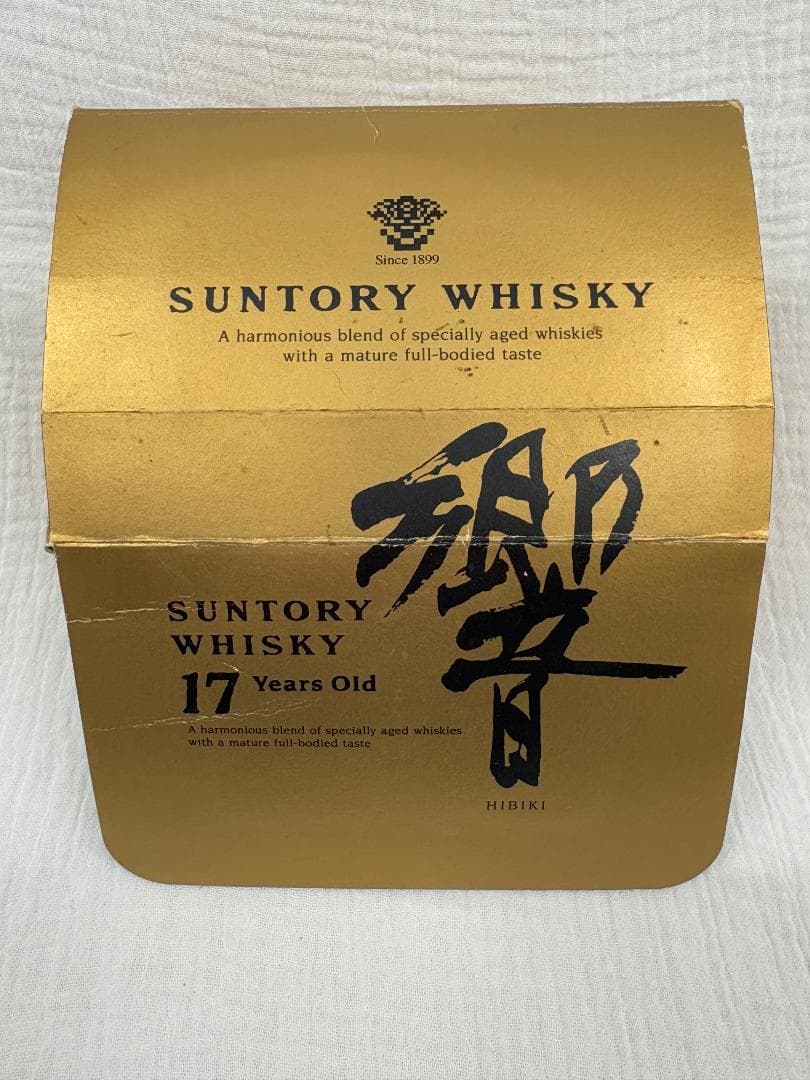 Since 1899
SUNTORY WHISKY
A harmonious blend of specially aged whiskies
with a mature full-bodied taste
響
SUNTORY
WHISKY
17 Years Old
A harmonious blend of specially aged whiskies
with a mature full-bodied taste
HIBIKI